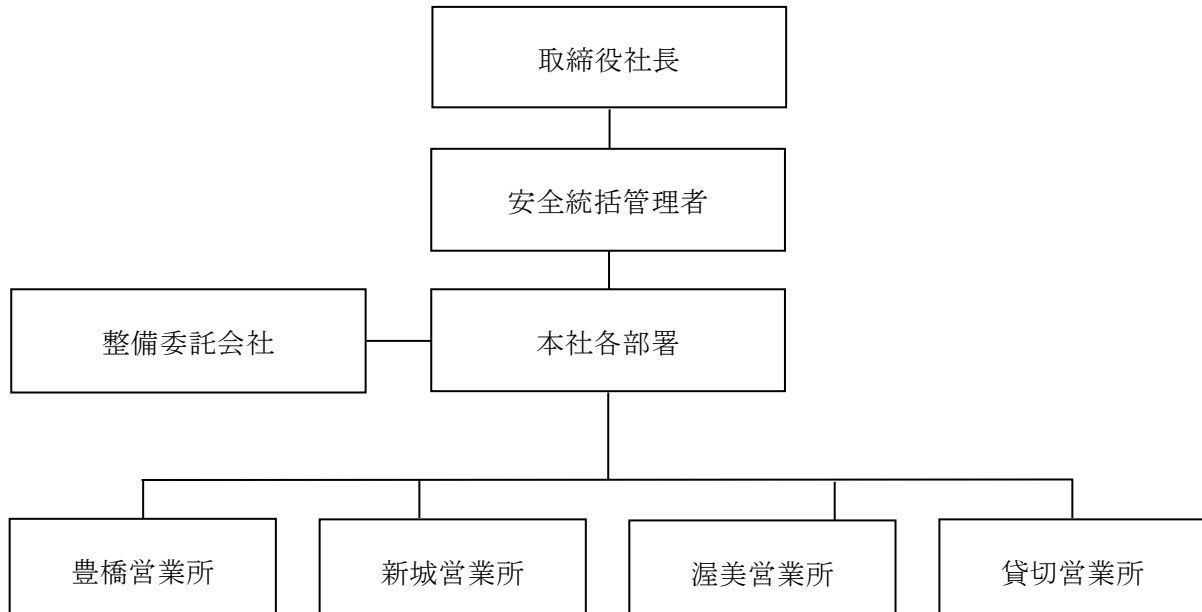 取締役社長
安全統括管理者
整備委託会社
本社各部署
豊橋営業所
新城営業所
渥美営業所
貸切営業所